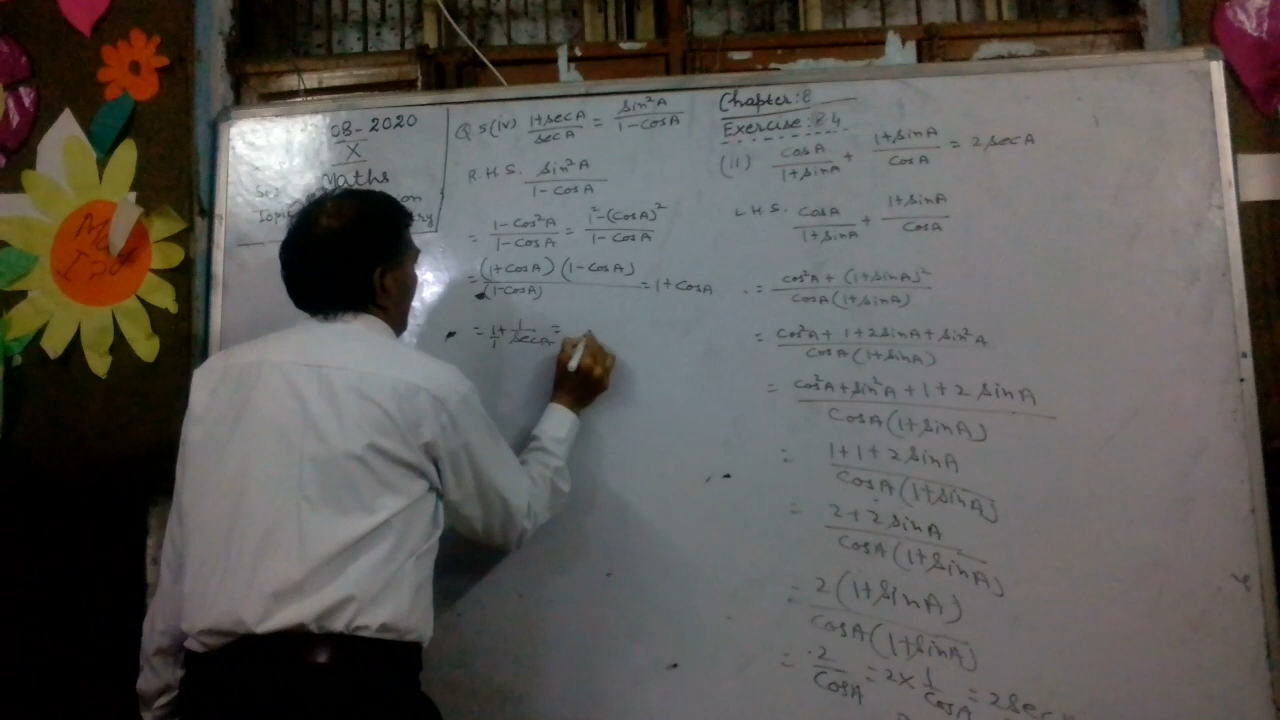 08-2020
X
Maths
Q 5(iv) (1+secA)/secA = sin²A/(1-cosA)
R.H.S. sin²A/(1-cosA)
= (1-cos²A)/(1-cosA) = (1²-(cosA)²)/(1-cosA)
= (1+cosA)(1-cosA)/(1-cosA) = 1+cosA
= 1/1 + 1/secA =
Chapter:8
Exercise:8.4
(ii) cosA/(1+sinA) + (1+sinA)/cosA = 2secA
L.H.S. cosA/(1+sinA) + (1+sinA)/cosA
= (cos²A + (1+sinA)²)/(cosA(1+sinA))
= (cos²A + 1+2sinA+sin²A)/(cosA(1+sinA))
= (cos²A+sin²A+1+2sinA)/(cosA(1+sinA))
= (1+1+2sinA)/(cosA(1+sinA))
= (2+2sinA)/(cosA(1+sinA))
= 2(1+sinA)/(cosA(1+sinA))
= 2/cosA = 2×1/cosA = 2sec